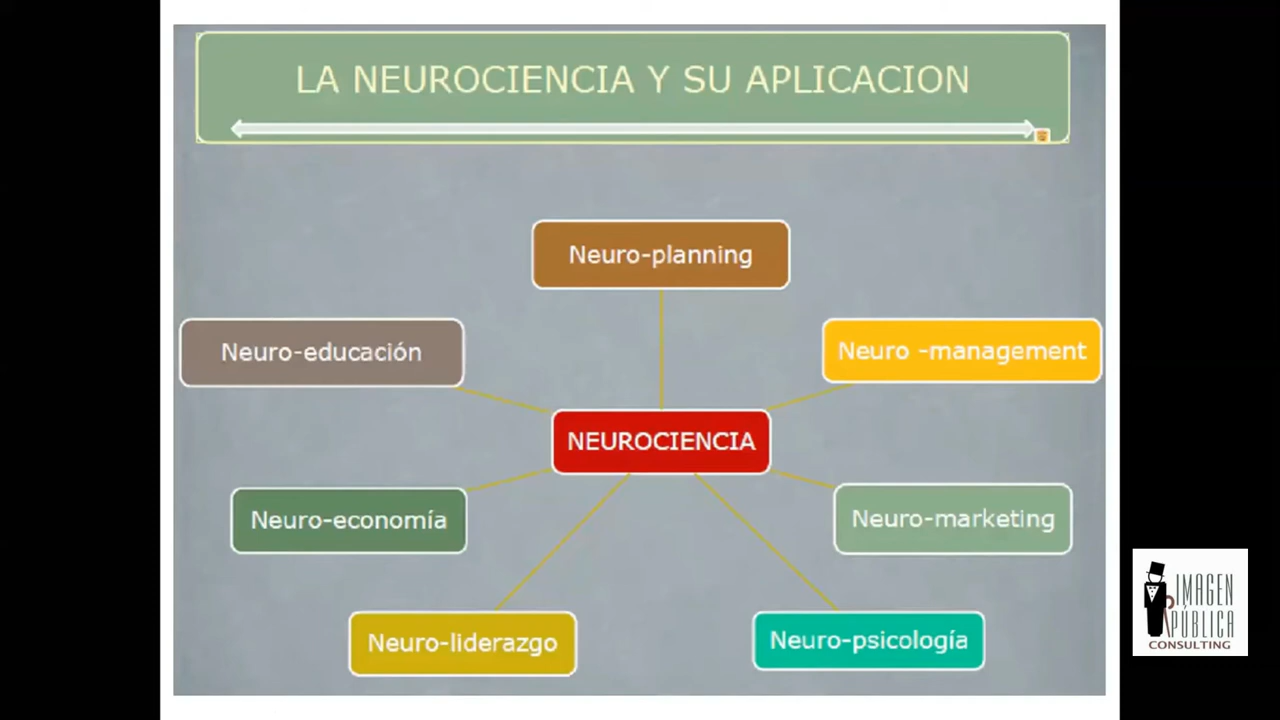 LA NEUROCIENCIA Y SU APLICACION
Neuro-planning
Neuro-educación
Neuro -management
NEUROCIENCIA
Neuro-economía
Neuro-marketing
Neuro-liderazgo
Neuro-psicología
IMAGEN
PÚBLICA
CONSULTING